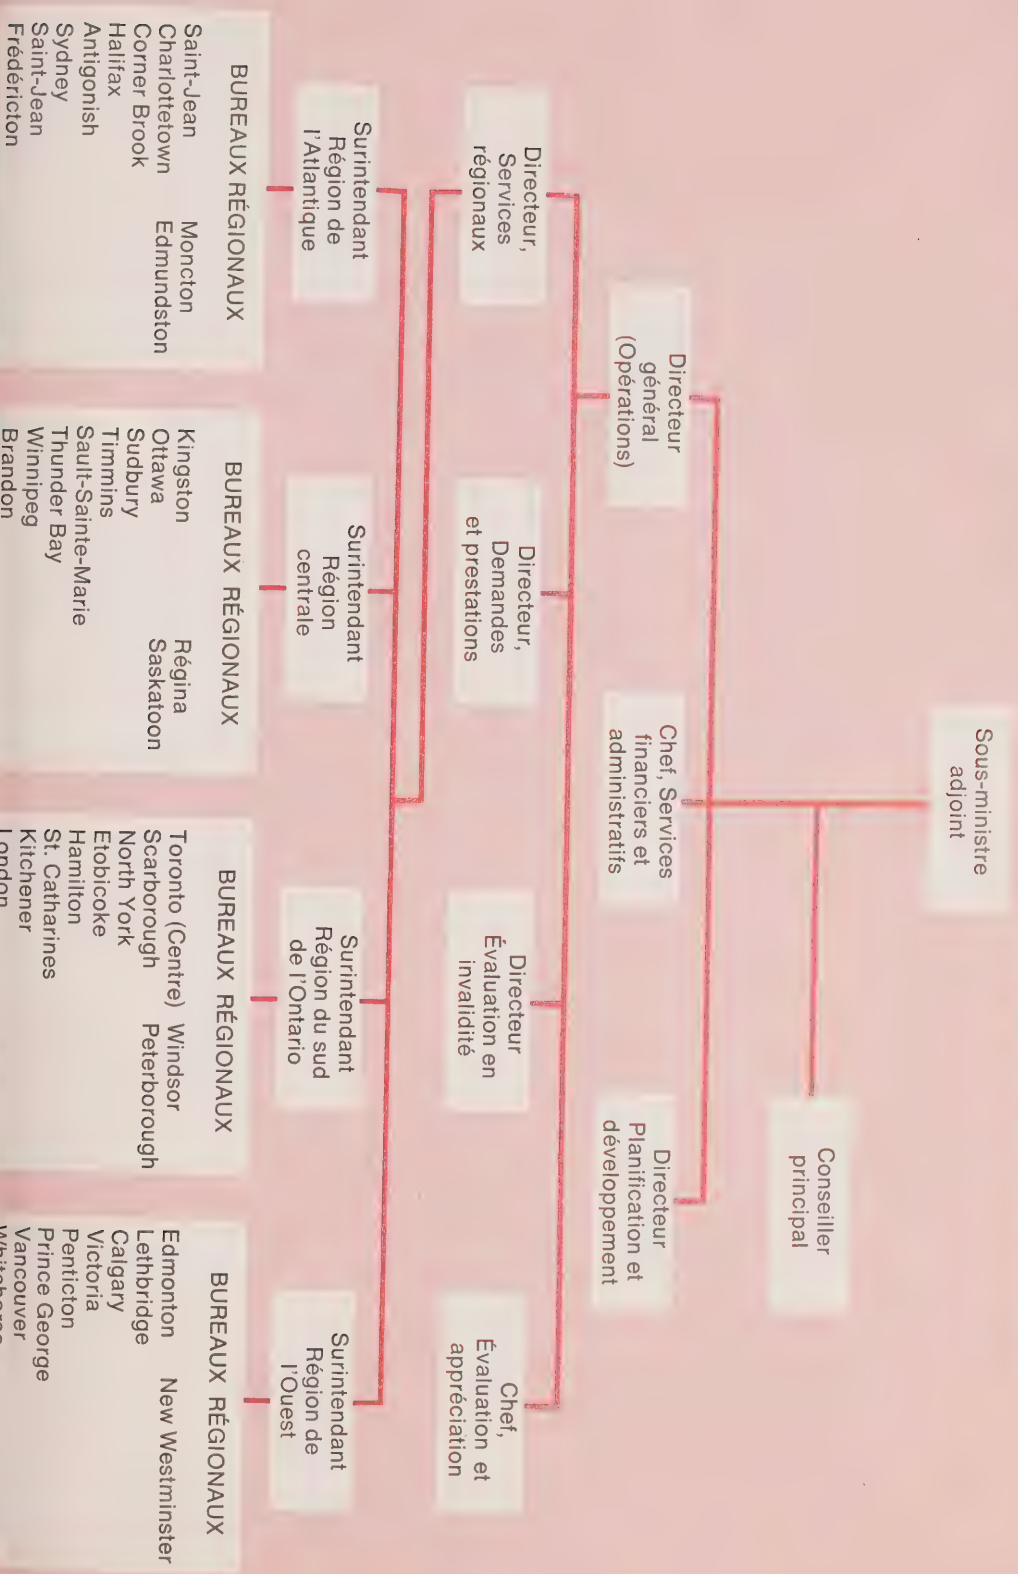 Sous-ministre
adjoint
Conseiller
principal
Directeur
général
(Opérations)
Chef, Services
financiers et
administratifs
Directeur
Planification et
développement
Directeur,
Services
régionaux
Directeur,
Demandes
et prestations
Directeur
Évaluation en
invalidité
Chef,
Évaluation et
appréciation
Surintendant
Région de
l'Atlantique
Surintendant
Région
centrale
Surintendant
Région du sud
de l'Ontario
Surintendant
Région de
l'Ouest
BUREAUX RÉGIONAUX
Saint-Jean Moncton
Charlottetown Edmundston
Corner Brook
Halifax
Antigonish
Sydney
Saint-Jean
Frédéricton
BUREAUX RÉGIONAUX
Kingston Régina
Ottawa Saskatoon
Sudbury
Timmins
Sault-Sainte-Marie
Thunder Bay
Winnipeg
Brandon
BUREAUX RÉGIONAUX
Toronto (Centre) Windsor
Scarborough Peterborough
North York
Etobicoke
Hamilton
St. Catharines
Kitchener
London
BUREAUX RÉGIONAUX
Edmonton New Westminster
Lethbridge
Calgary
Victoria
Penticton
Prince George
Vancouver